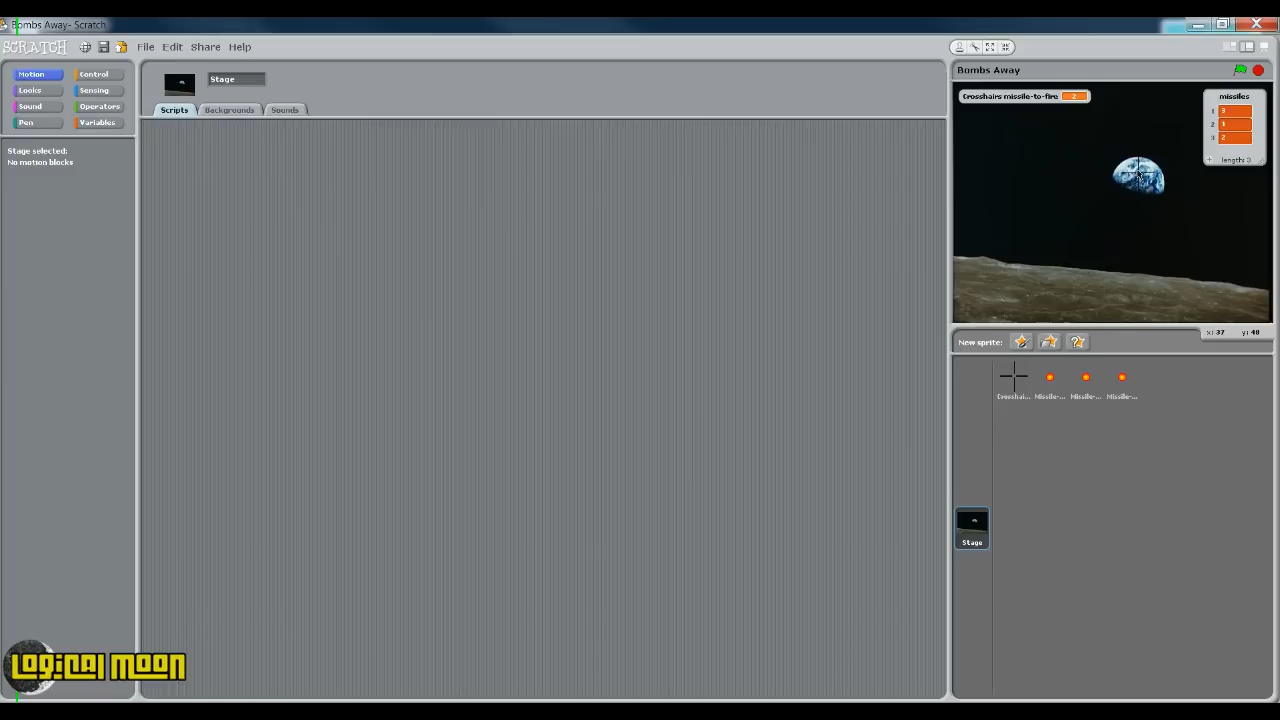 Bombs Away- Scratch
SCRATCH File Edit Share Help
Motion Control
Looks Sensing
Sound Operators
Pen Variables
Stage selected:
No motion blocks
Stage
Scripts Backgrounds Sounds
Bombs Away
Crosshairs missile-to-fire 2
missiles
1 3
2 1
3 2
+ length: 3
x: 37 y: 48
New sprite:
Crosshai... Missile-... Missile-... Missile-...
Stage
Loginal moon